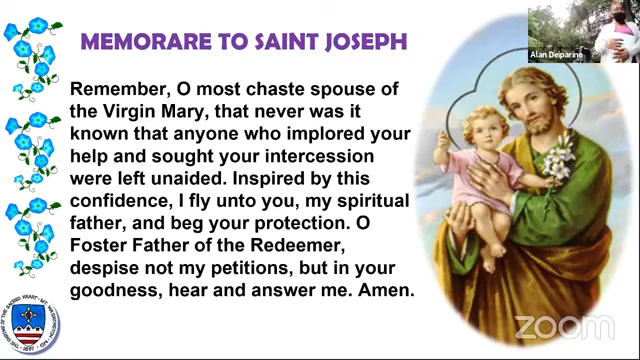 MEMORARE TO SAINT JOSEPH
Alan Deiparine
Remember, O most chaste spouse of
the Virgin Mary, that never was it
known that anyone who implored your
help and sought your intercession
were left unaided. Inspired by this
confidence, I fly unto you, my spiritual
father, and beg your protection. O
Foster Father of the Redeemer,
despise not my petitions, but in your
goodness, hear and answer me. Amen.
zoom